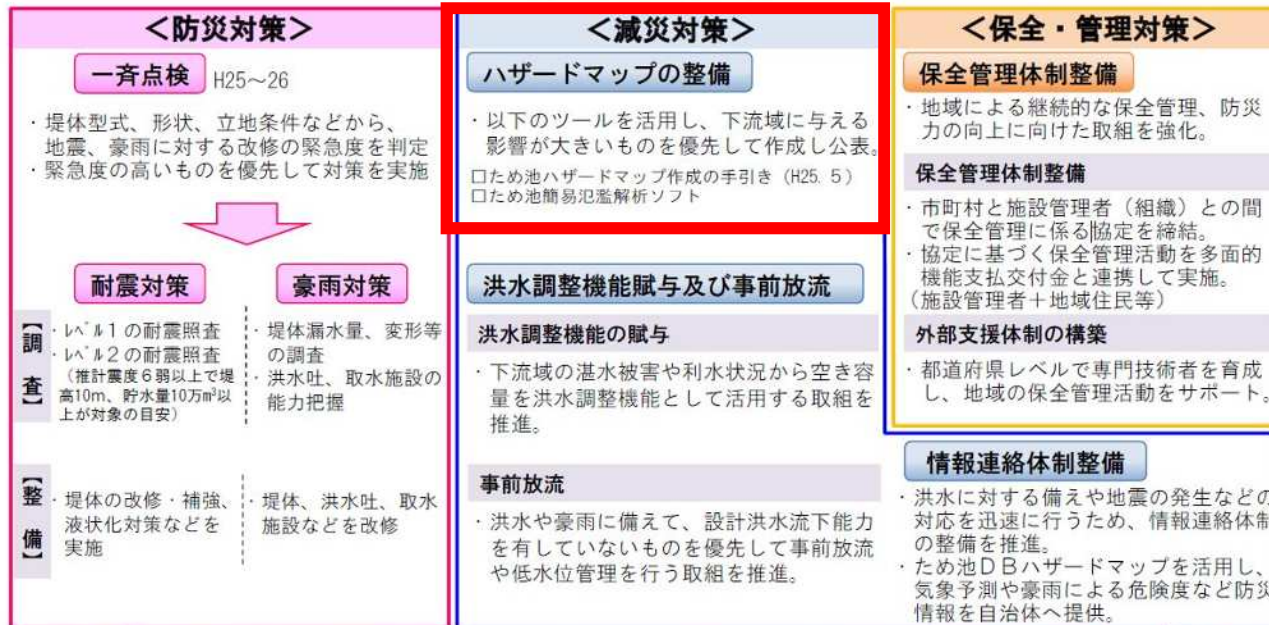 ＜防災対策＞
一斉点検 H25～26
・堤体型式、形状、立地条件などから、
地震、豪雨に対する改修の緊急度を判定
・緊急度の高いものを優先して対策を実施
耐震対策
豪雨対策
【調査】
・ﾚﾍﾞﾙ１の耐震照査
・ﾚﾍﾞﾙ２の耐震照査
（推計震度６弱以上で堤
高10m、貯水量10万m³以
上が対象の目安）
・堤体漏水量、変形等
の調査
・洪水吐、取水施設の
能力把握
【整備】
・堤体の改修・補強、
液状化対策などを
実施
・堤体、洪水吐、取水
施設などを改修
＜減災対策＞
ハザードマップの整備
・以下のツールを活用し、下流域に与える
影響が大きいものを優先して作成し公表。
□ため池ハザードマップ作成の手引き（H25. 5）
□ため池簡易氾濫解析ソフト
洪水調整機能賦与及び事前放流
洪水調整機能の賦与
・下流域の湛水被害や利水状況から空き容
量を洪水調整機能として活用する取組を
推進。
事前放流
・洪水や豪雨に備えて、設計洪水流下能力
を有していないものを優先して事前放流
や低水位管理を行う取組を推進。
＜保全・管理対策＞
保全管理体制整備
・地域による継続的な保全管理、防災
力の向上に向けた取組を強化。
保全管理体制整備
・市町村と施設管理者（組織）との間
で保全管理に係る協定を締結。
・協定に基づく保全管理活動を多面的
機能支払交付金と連携して実施。
（施設管理者＋地域住民等）
外部支援体制の構築
・都道府県レベルで専門技術者を育成
し、地域の保全管理活動をサポート。
情報連絡体制整備
・洪水に対する備えや地震の発生などの
対応を迅速に行うため、情報連絡体制
の整備を推進。
・ため池ＤＢハザードマップを活用し、
気象予測や豪雨による危険度など防災
情報を自治体へ提供。